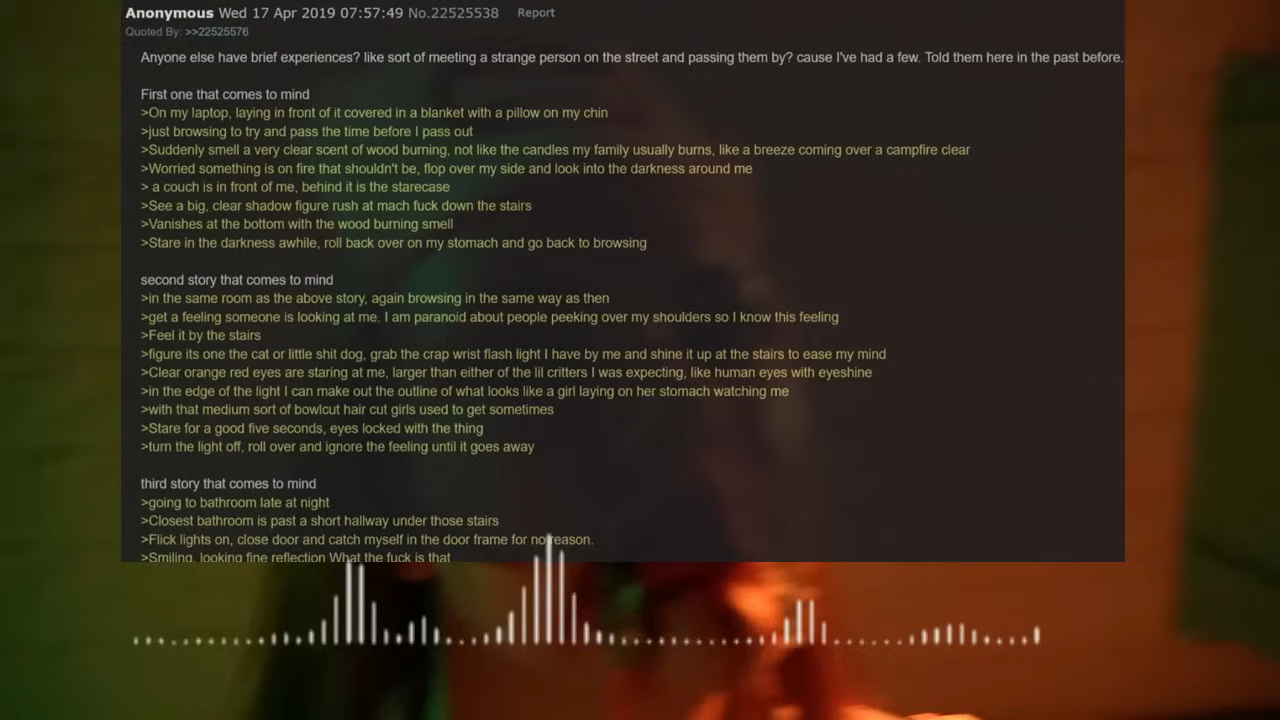 Anonymous Wed 17 Apr 2019 07:57:49 No.22525538 Report
Quoted By: >>22525576
Anyone else have brief experiences? like sort of meeting a strange person on the street and passing them by? cause I've had a few. Told them here in the past before.
First one that comes to mind
>On my laptop, laying in front of it covered in a blanket with a pillow on my chin
>just browsing to try and pass the time before I pass out
>Suddenly smell a very clear scent of wood burning, not like the candles my family usually burns, like a breeze coming over a campfire clear
>Worried something is on fire that shouldn't be, flop over my side and look into the darkness around me
> a couch is in front of me, behind it is the starecase
>See a big, clear shadow figure rush at mach fuck down the stairs
>Vanishes at the bottom with the wood burning smell
>Stare in the darkness awhile, roll back over on my stomach and go back to browsing
second story that comes to mind
>in the same room as the above story, again browsing in the same way as then
>get a feeling someone is looking at me. I am paranoid about people peeking over my shoulders so I know this feeling
>Feel it by the stairs
>figure its one the cat or little shit dog, grab the crap wrist flash light I have by me and shine it up at the stairs to ease my mind
>Clear orange red eyes are staring at me, larger than either of the lil critters I was expecting, like human eyes with eyeshine
>in the edge of the light I can make out the outline of what looks like a girl laying on her stomach watching me
>with that medium sort of bowlcut hair cut girls used to get sometimes
>Stare for a good five seconds, eyes locked with the thing
>turn the light off, roll over and ignore the feeling until it goes away
third story that comes to mind
>going to bathroom late at night
>Closest bathroom is past a short hallway under those stairs
>Flick lights on, close door and catch myself in the door frame for no reason.
>Smiling, looking fine reflection What the fuck is that